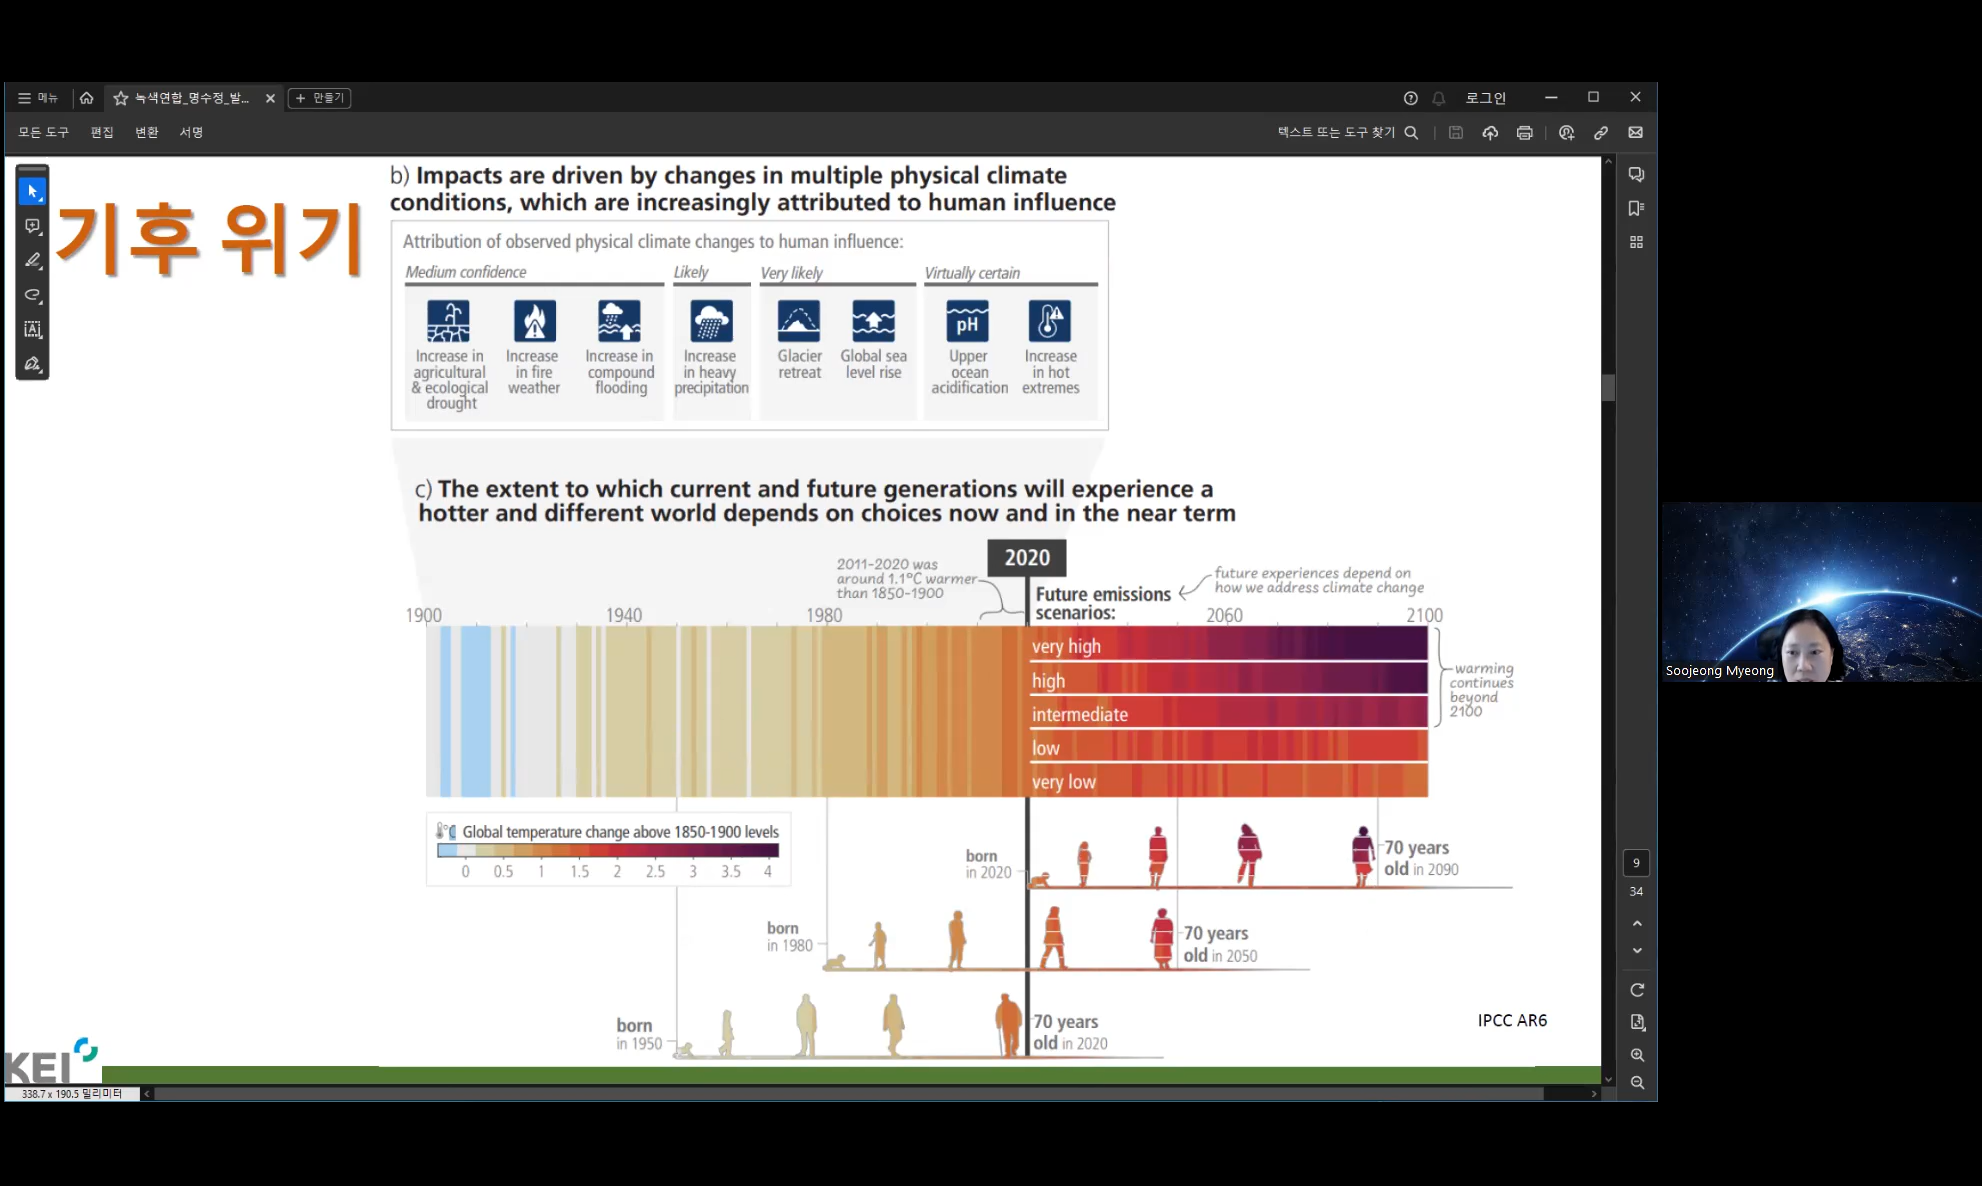 메뉴
녹색연합_명수정_발...
만들기
로그인
모든 도구 편집 변환 서명
텍스트 또는 도구 찾기
기후 위기
b) Impacts are driven by changes in multiple physical climate
conditions, which are increasingly attributed to human influence
Attribution of observed physical climate changes to human influence:
Medium confidence
Increase in
agricultural
& ecological
drought
Increase
in fire
weather
Increase in
compound
flooding
Likely
Increase
in heavy
precipitation
Very likely
Glacier
retreat
Global sea
level rise
Virtually certain
pH
Upper
ocean
acidification
Increase
in hot
extremes
c) The extent to which current and future generations will experience a
hotter and different world depends on choices now and in the near term
2011-2020 was
around 1.1°C warmer
than 1850-1900
2020
Future emissions
scenarios:
future experiences depend on
how we address climate change
1900 1940 1980 2060 2100
very high
high
intermediate
low
very low
warming
continues
beyond
2100
°C Global temperature change above 1850-1900 levels
0 0.5 1 1.5 2 2.5 3 3.5 4
born
in 2020
70 years
old in 2090
born
in 1980
70 years
old in 2050
born
in 1950
70 years
old in 2020
IPCC AR6
KEI
338.7 x 190.5 밀리미터
9
34
Soojeong Myeong